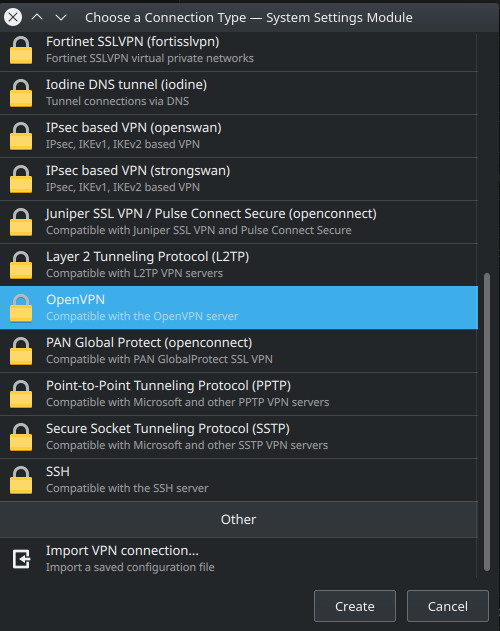 Choose a Connection Type — System Settings Module
Fortinet SSLVPN (fortisslvpn)
Fortinet SSLVPN virtual private networks
Iodine DNS tunnel (iodine)
Tunnel connections via DNS
IPsec based VPN (openswan)
IPsec, IKEv1, IKEv2 based VPN
IPsec based VPN (strongswan)
IPsec, IKEv1, IKEv2 based VPN
Juniper SSL VPN / Pulse Connect Secure (openconnect)
Compatible with Juniper SSL VPN and Pulse Connect Secure
Layer 2 Tunneling Protocol (L2TP)
Compatible with L2TP VPN servers
OpenVPN
Compatible with the OpenVPN server
PAN Global Protect (openconnect)
Compatible with PAN GlobalProtect SSL VPN
Point-to-Point Tunneling Protocol (PPTP)
Compatible with Microsoft and other PPTP VPN servers
Secure Socket Tunneling Protocol (SSTP)
Compatible with Microsoft and other SSTP VPN servers
SSH
Compatible with the SSH server
Other
Import VPN connection...
Import a saved configuration file
Create
Cancel